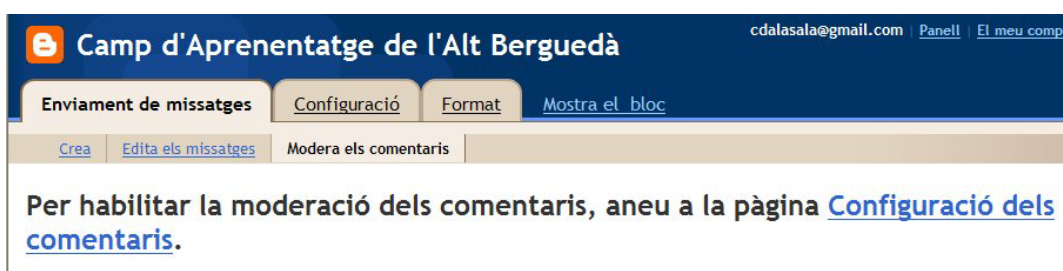 Camp d'Aprenentatge de l'Alt Berguedà
cdalasala@gmail.com | Panell | El meu comp
Enviament de missatges Configuració Format Mostra el bloc
Crea Edita els missatges Modera els comentaris
Per habilitar la moderació dels comentaris, aneu a la pàgina Configuració dels
comentaris.